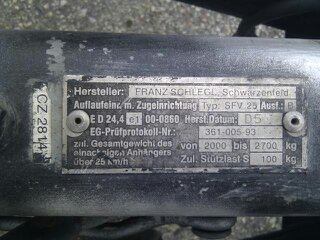 Hersteller: FRANZ SCHLEGL, Schwarzenfeld
Auflaufeinr. m. Zugeinrichtung Typ: SFV 25 Ausf.: B
E D 24,4 e1 00-0860 Herst.Datum: 05
EG-Prüfprotokoll-Nr.: 361-005-93
zul. Gesamtgewicht des
einachsigen Anhängers von 2000 bis 2700 kg
über 25 km/h Zul. Stützlast S 100 kg
CZ 2814